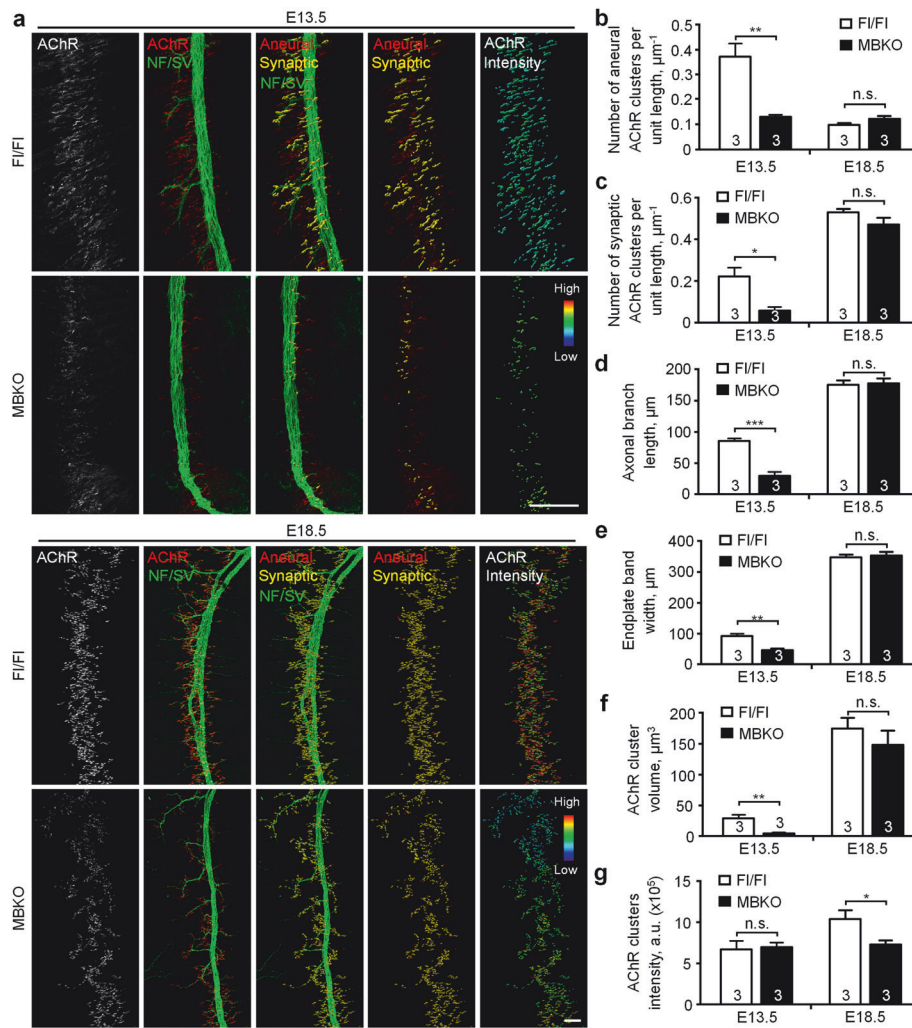 a
E13.5
AChR
AChR
NF/SV
Aneural
Synaptic
NF/SV
Aneural
Synaptic
AChR
Intensity
Fl/Fl
High
Low
MBKO
E18.5
AChR
AChR
NF/SV
Aneural
Synaptic
NF/SV
Aneural
Synaptic
AChR
Intensity
Fl/Fl
High
Low
MBKO
b
Number of aneural
AChR clusters per
unit length, µm⁻¹
0.4
0.3
0.2
0.1
0
Fl/Fl
MBKO
**
n.s.
3 3 3 3
E13.5 E18.5
c
Number of synaptic
AChR clusters per
unit length, µm⁻¹
0.6
0.4
0.2
0
Fl/Fl
MBKO
*
n.s.
3 3 3 3
E13.5 E18.5
d
Axonal branch
length, µm
200
150
100
50
0
Fl/Fl
MBKO
***
n.s.
3 3 3 3
E13.5 E18.5
e
Endplate band
width, µm
400
300
200
100
0
Fl/Fl
MBKO
**
n.s.
3 3 3 3
E13.5 E18.5
f
AChR cluster
volume, µm³
200
150
100
50
0
Fl/Fl
MBKO
**
n.s.
3 3 3 3
E13.5 E18.5
g
AChR clusters
intensity, a.u. (x10⁵)
15
10
5
0
Fl/Fl
MBKO
n.s.
*
3 3 3 3
E13.5 E18.5